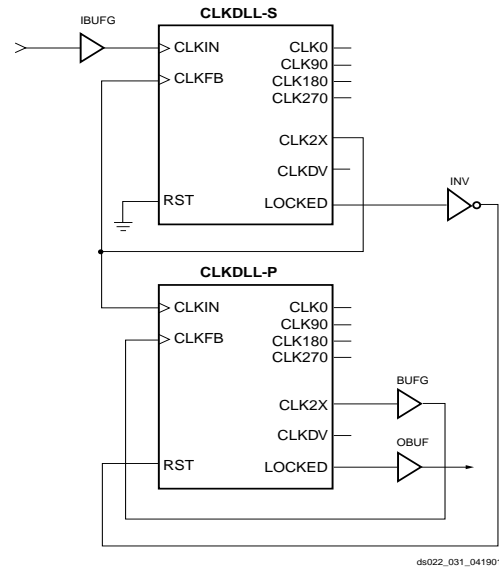 CLKDLL-S
IBUFG
CLKIN
CLKFB
RST
CLK0
CLK90
CLK180
CLK270
CLK2X
CLKDV
LOCKED
INV
CLKDLL-P
CLKIN
CLKFB
RST
CLK0
CLK90
CLK180
CLK270
CLK2X
CLKDV
LOCKED
BUFG
OBUF
ds022_031_041901